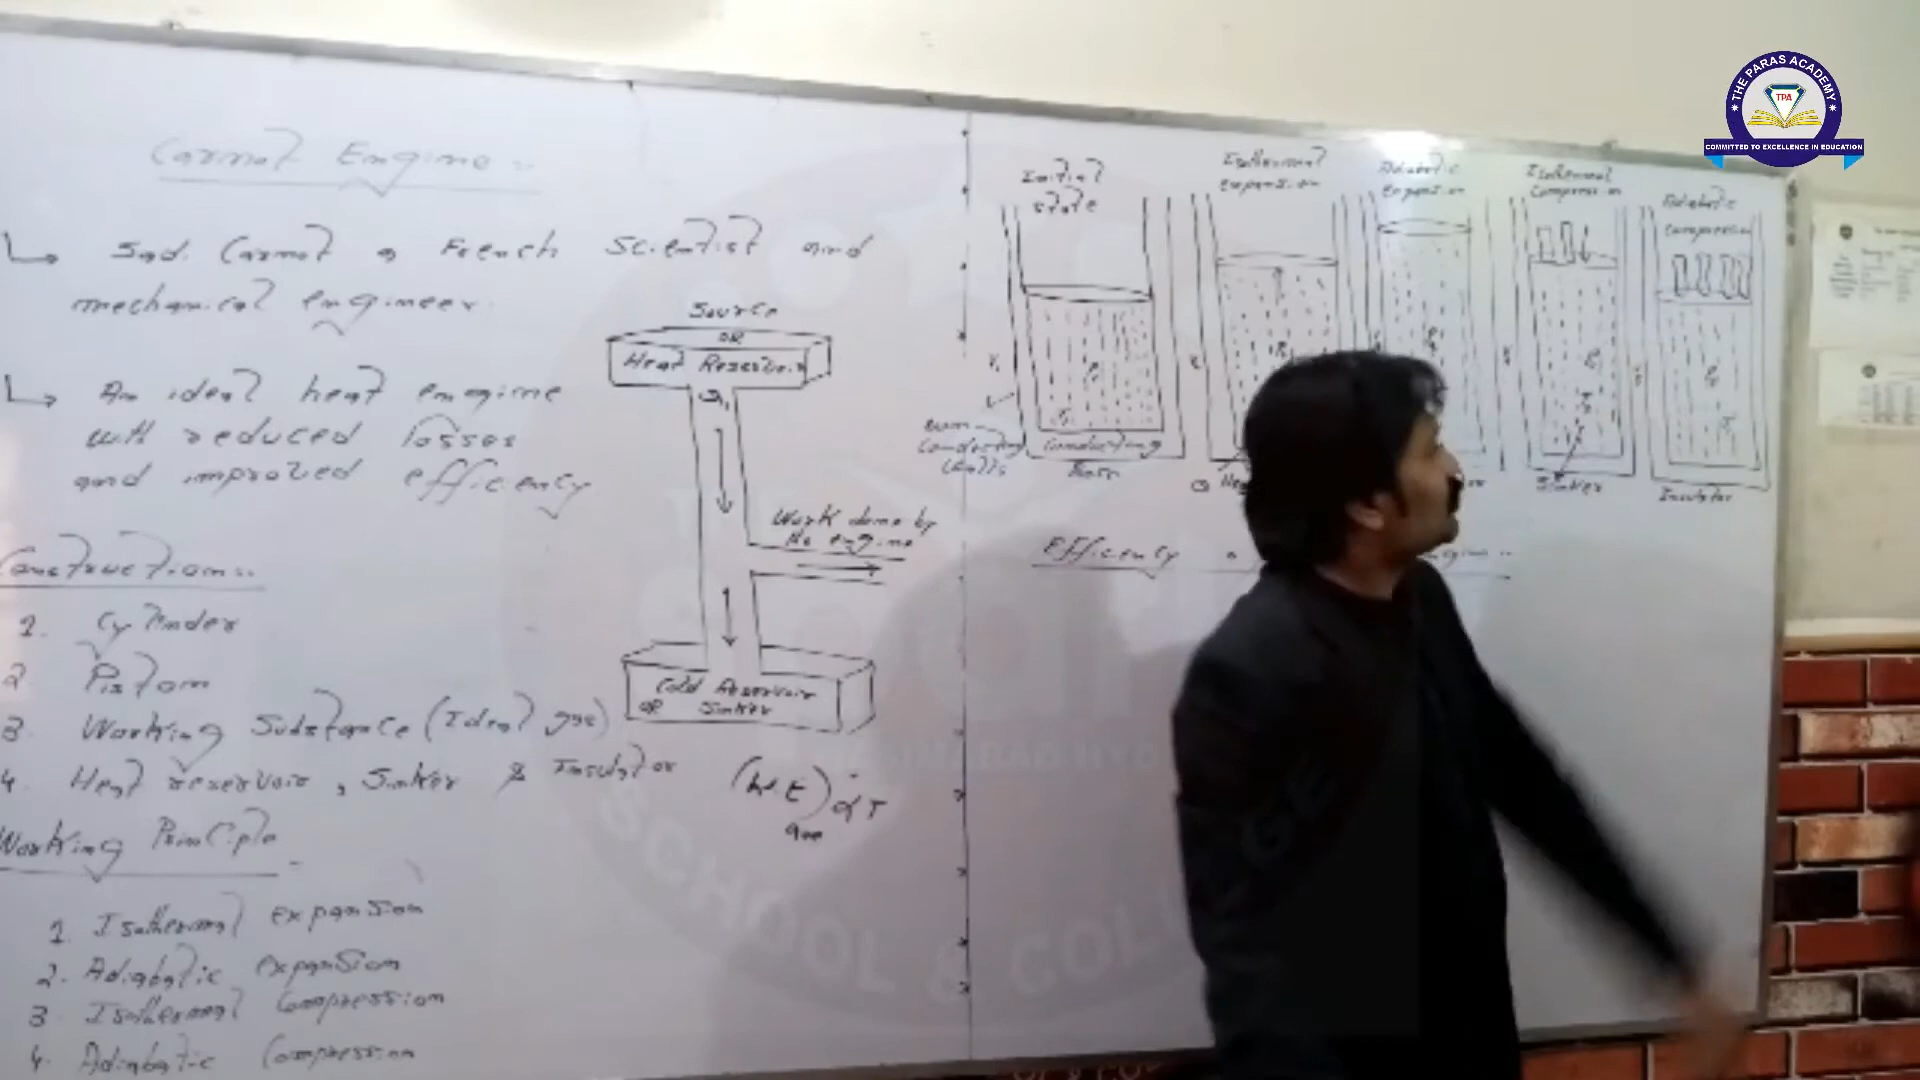 Carnot Engine :-
Sadi Carnot a French Scientist and
mechanical engineer
An ideal heat engine
with reduced losses
and improved efficiency
Construction:-
1. Cylinder
2 Piston
3. Working Substance (Ideal gas)
4. Heat reservoir, Sinker & Insulator
Working Principle
1. Isothermal expansion
2. Adiabatic expansion
3. Isothermal Compression
4. Adiabatic Compression
Source
OR
Heat Reservoir
Q₁
Work done by
the engine
Cold Reservoir
OR Sinker
(K.E)ave ∝ T
Initial
state
Isothermal
expansion
Adiabatic
expansion
Isothermal
Compression
Adiabatic
Compression
Non
Conducting
Walls
Conducting
Base
Sinker
Insulator
Efficiency
THE PARAS ACADEMY
TPA
COMMITTED TO EXCELLENCE IN EDUCATION
SCHOOL & COLLEGE